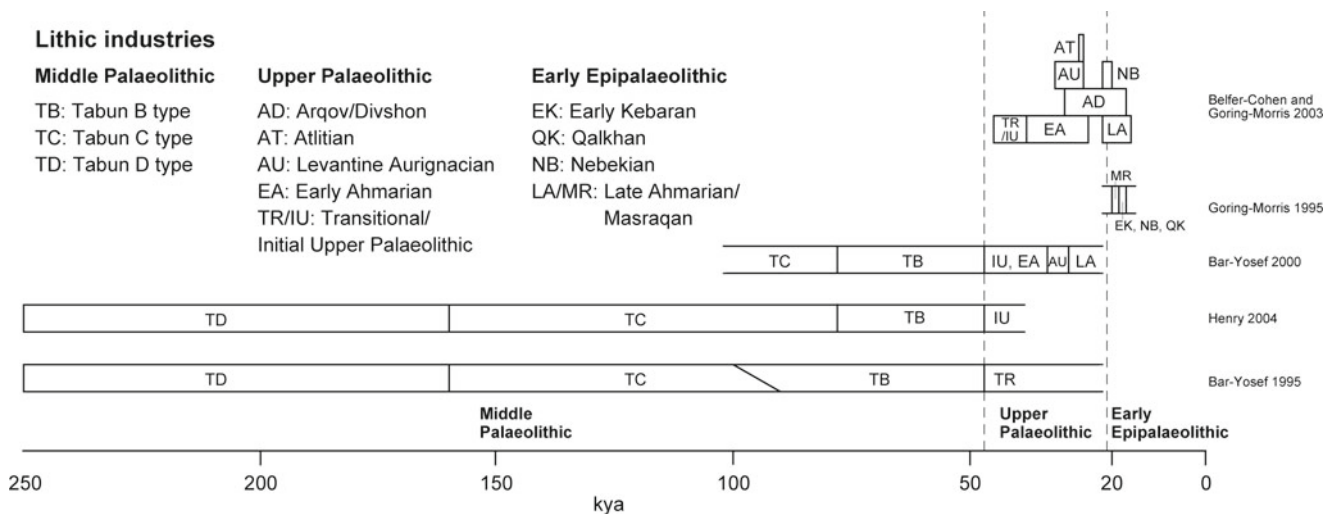 Lithic industries
Middle Palaeolithic
TB: Tabun B type
TC: Tabun C type
TD: Tabun D type
Upper Palaeolithic
AD: Arqov/Divshon
AT: Atlitian
AU: Levantine Aurignacian
EA: Early Ahmarian
TR/IU: Transitional/
Initial Upper Palaeolithic
Early Epipalaeolithic
EK: Early Kebaran
QK: Qalkhan
NB: Nebekian
LA/MR: Late Ahmarian/
Masraqan
AT
AU
NB
AD
TR
/IU
EA
LA
Belfer-Cohen and
Goring-Morris 2003
MR
EK, NB, QK
Goring-Morris 1995
TC
TB
IU, EA
AU
LA
Bar-Yosef 2000
TD
TC
TB
IU
Henry 2004
TD
TC
TB
TR
Bar-Yosef 1995
Middle
Palaeolithic
Upper
Palaeolithic
Early
Epipalaeolithic
250
200
150
100
50
20
0
kya